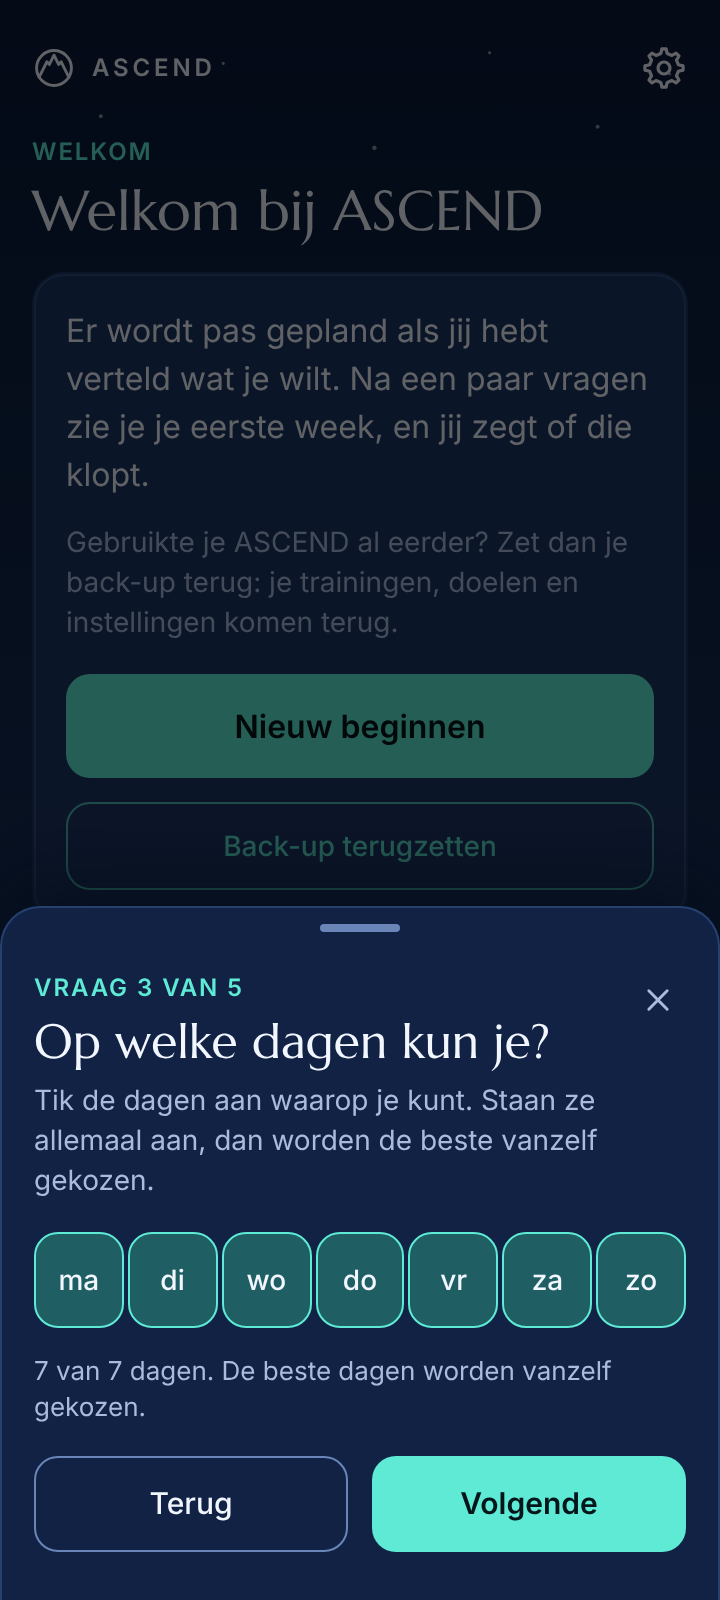 ASCEND
WELKOM
Welkom bij ASCEND
Er wordt pas gepland als jij hebt
verteld wat je wilt. Na een paar vragen
zie je je eerste week, en jij zegt of die
klopt.
Gebruikte je ASCEND al eerder? Zet dan je
back-up terug: je trainingen, doelen en
instellingen komen terug.
Nieuw beginnen
Back-up terugzetten
VRAAG 3 VAN 5
Op welke dagen kun je?
Tik de dagen aan waarop je kunt. Staan ze
allemaal aan, dan worden de beste vanzelf
gekozen.
ma di wo do vr za zo
7 van 7 dagen. De beste dagen worden vanzelf
gekozen.
Terug Volgende